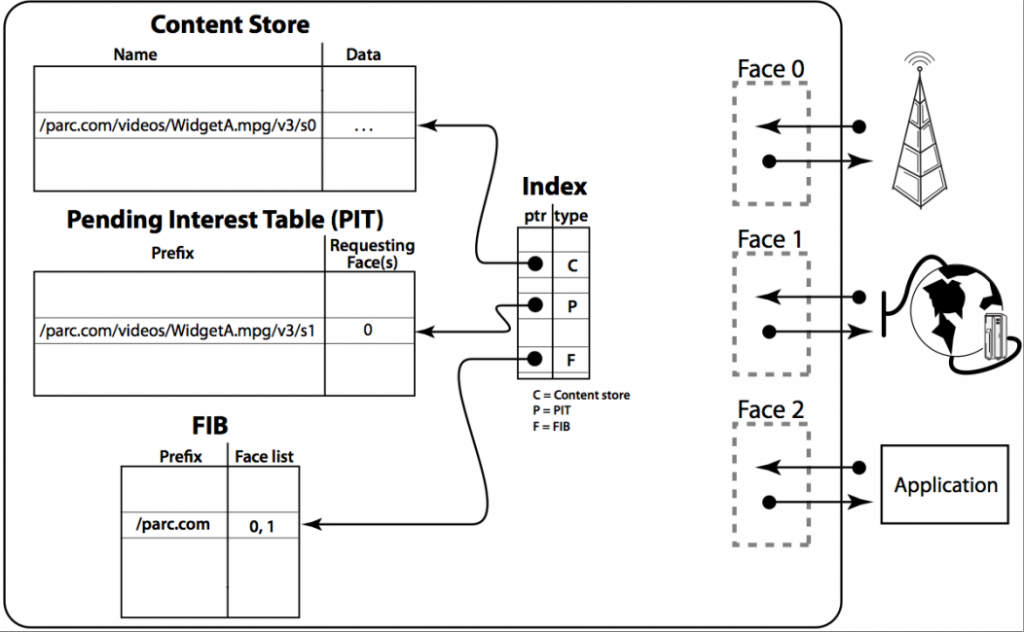 Content Store
Name Data
/parc.com/videos/WidgetA.mpg/v3/s0 ...
Pending Interest Table (PIT)
Prefix Requesting
Face(s)
/parc.com/videos/WidgetA.mpg/v3/s1 0
FIB
Prefix Face list
/parc.com 0, 1
Index
ptr type
C
P
F
C = Content store
P = PIT
F = FIB
Face 0
Face 1
Face 2
Application